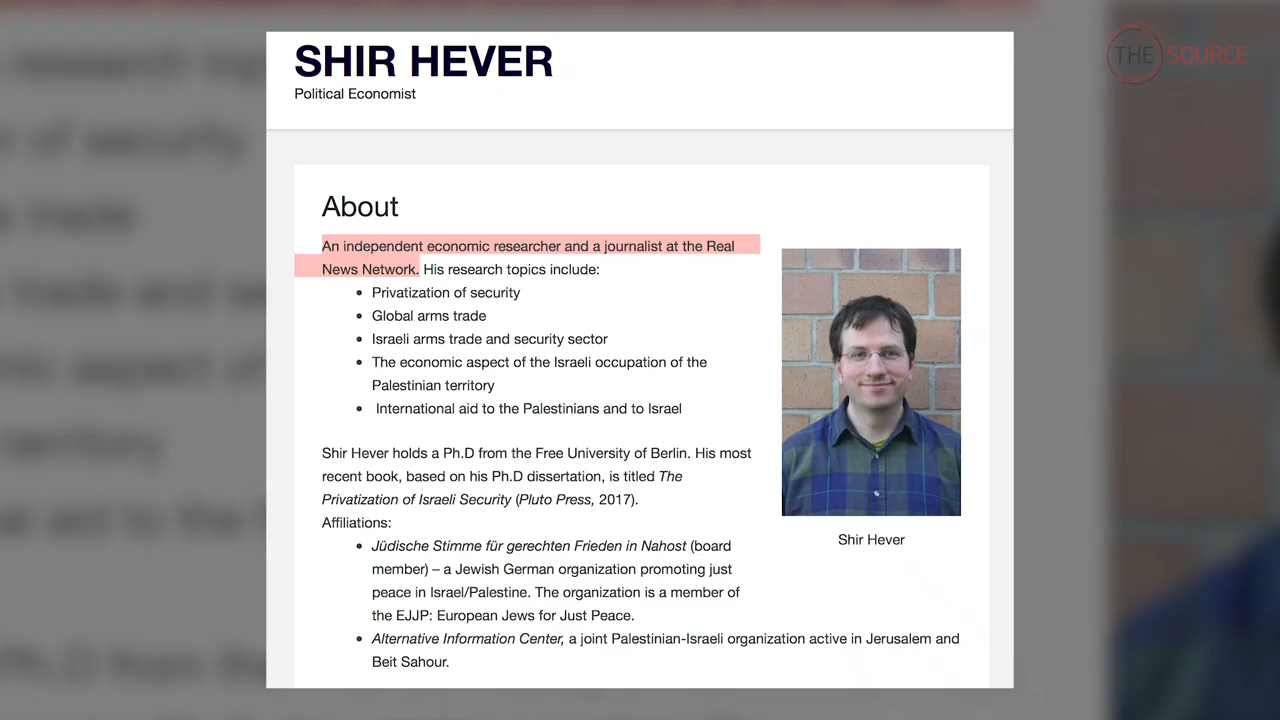 THE SOURCE
SHIR HEVER
Political Economist
About
An independent economic researcher and a journalist at the Real
News Network. His research topics include:
Privatization of security
Global arms trade
Israeli arms trade and security sector
The economic aspect of the Israeli occupation of the
Palestinian territory
International aid to the Palestinians and to Israel
Shir Hever holds a Ph.D from the Free University of Berlin. His most
recent book, based on his Ph.D dissertation, is titled The
Privatization of Israeli Security (Pluto Press, 2017).
Affiliations:
Jüdische Stimme für gerechten Frieden in Nahost (board
member) – a Jewish German organization promoting just
peace in Israel/Palestine. The organization is a member of
the EJJP: European Jews for Just Peace.
Alternative Information Center, a joint Palestinian-Israeli organization active in Jerusalem and
Beit Sahour.
Shir Hever